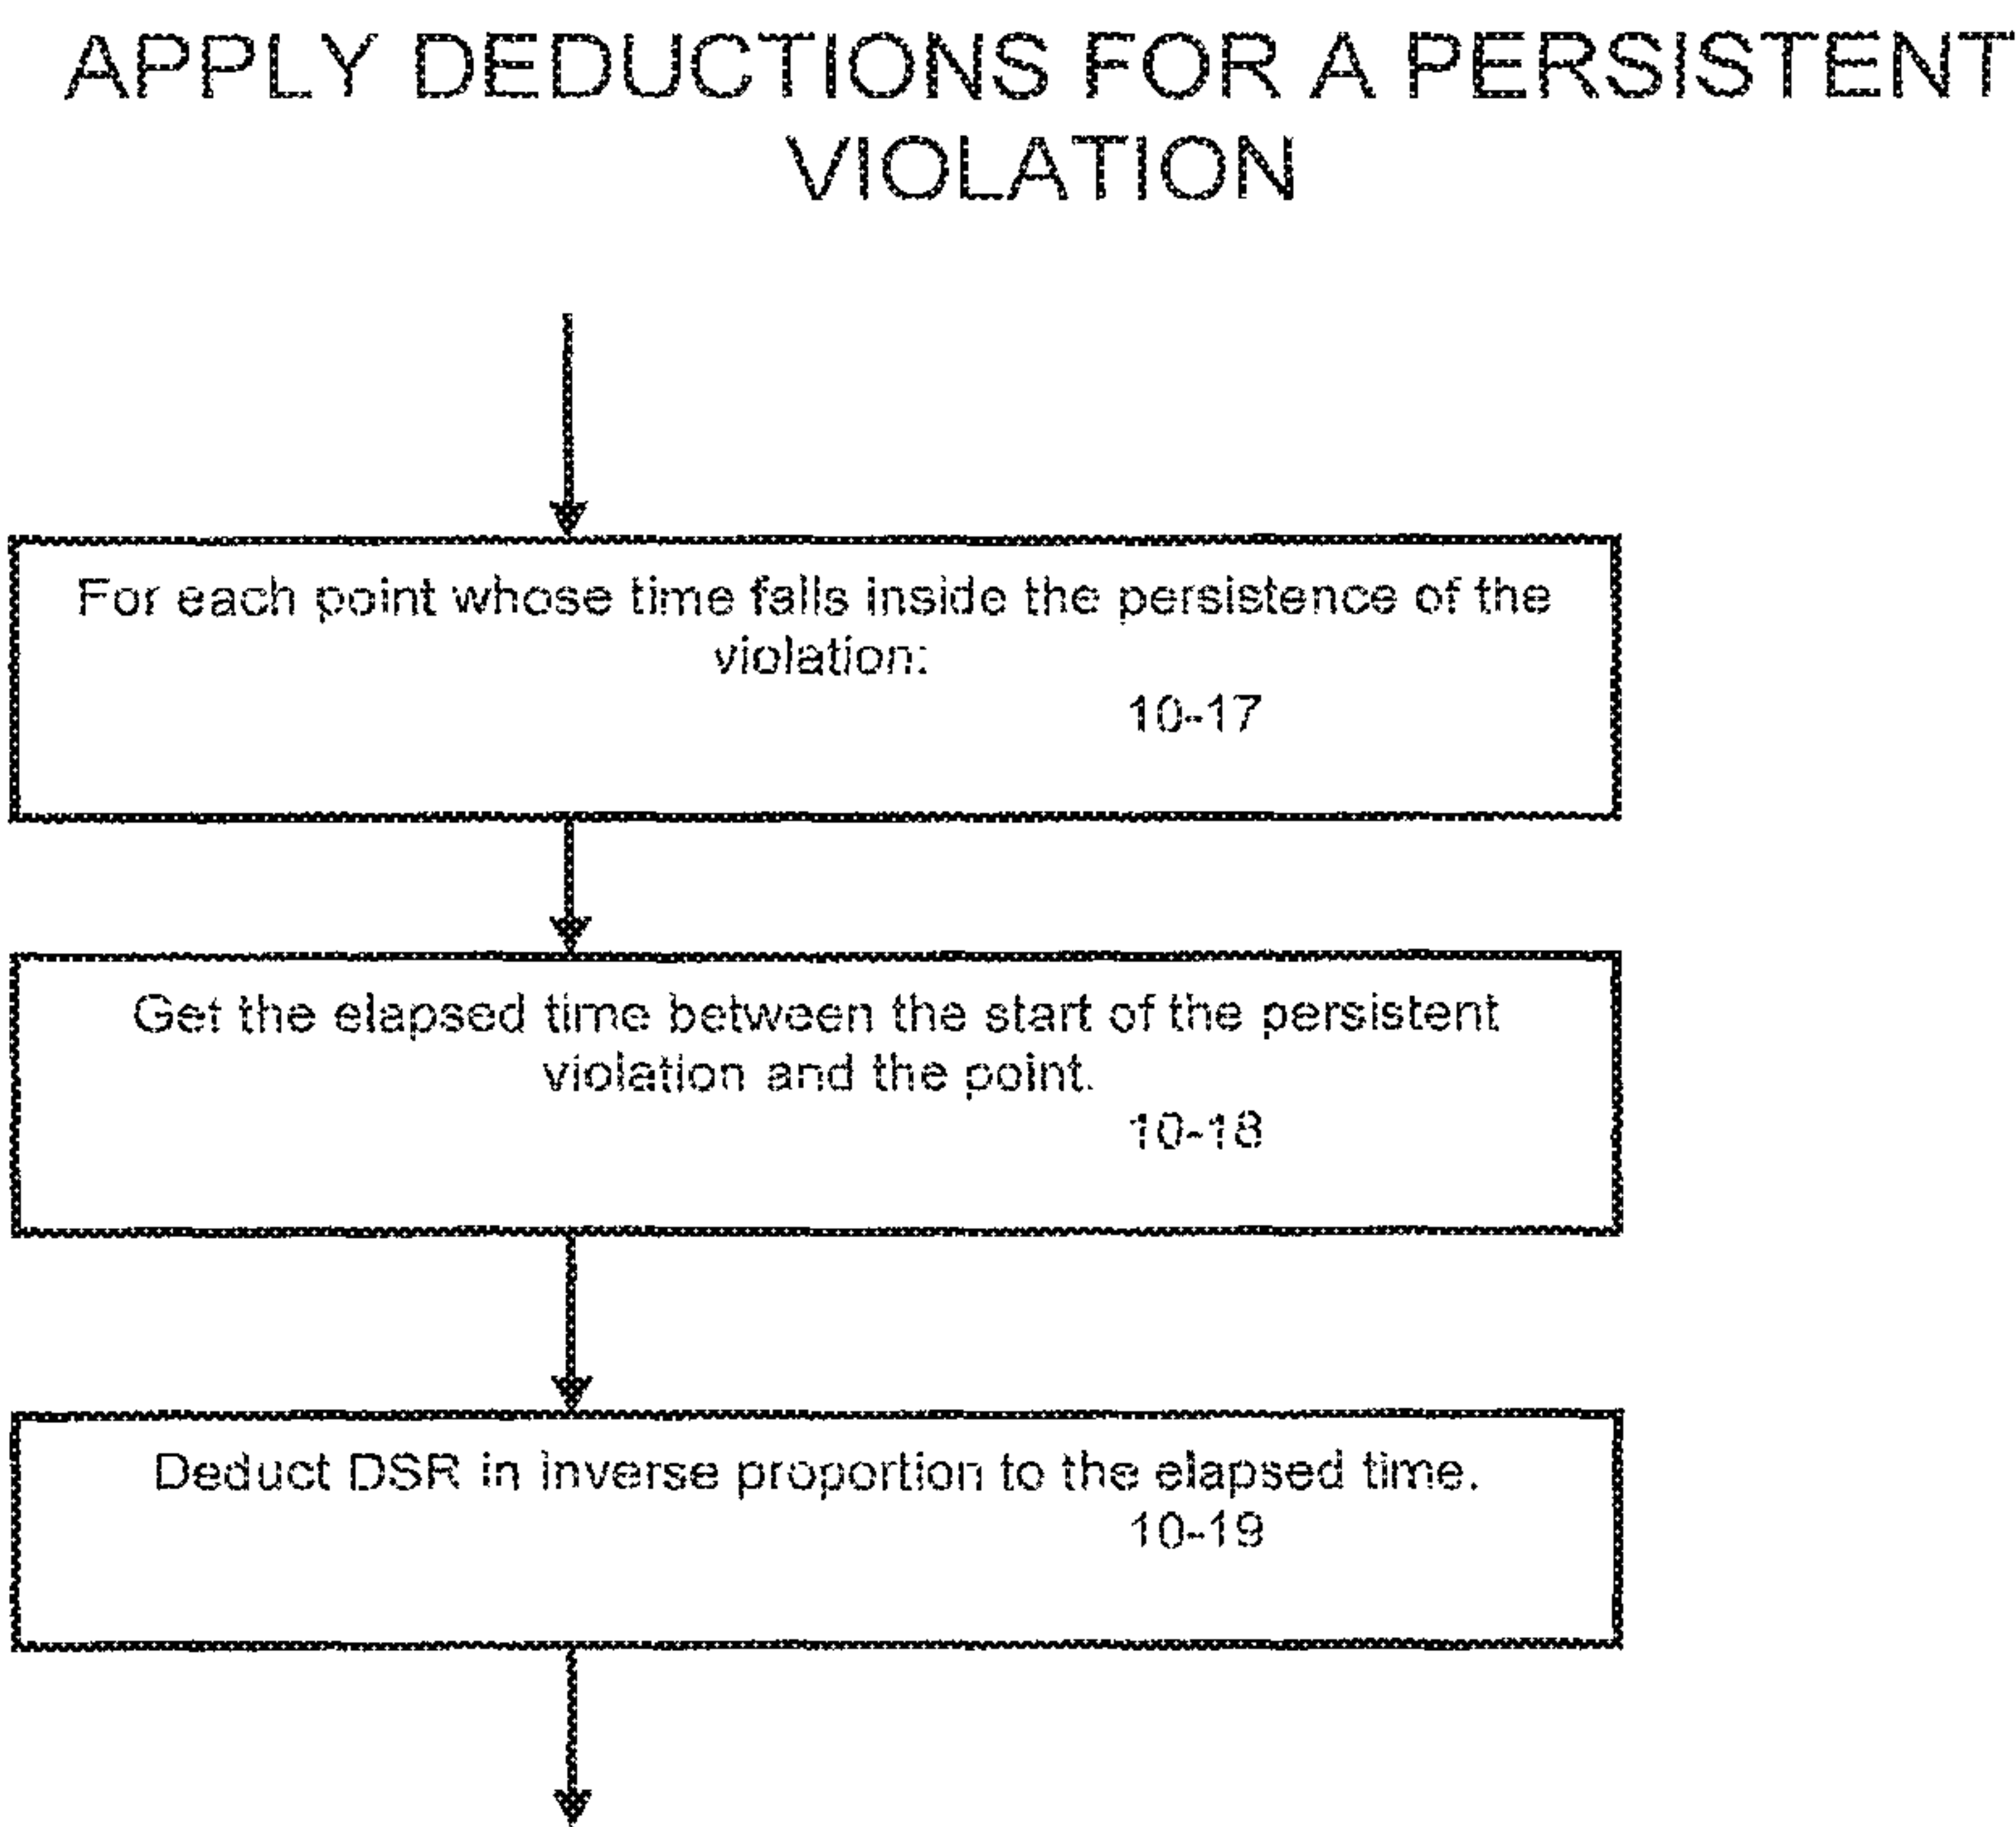 APPLY DEDUCTIONS FOR A PERSISTENT
VIOLATION
For each point whose time falls inside the persistence of the
violation:
10-17
Get the elapsed time between the start of the persistent
violation and the point.
10-18
Deduct DSR in inverse proportion to the elapsed time.
10-19